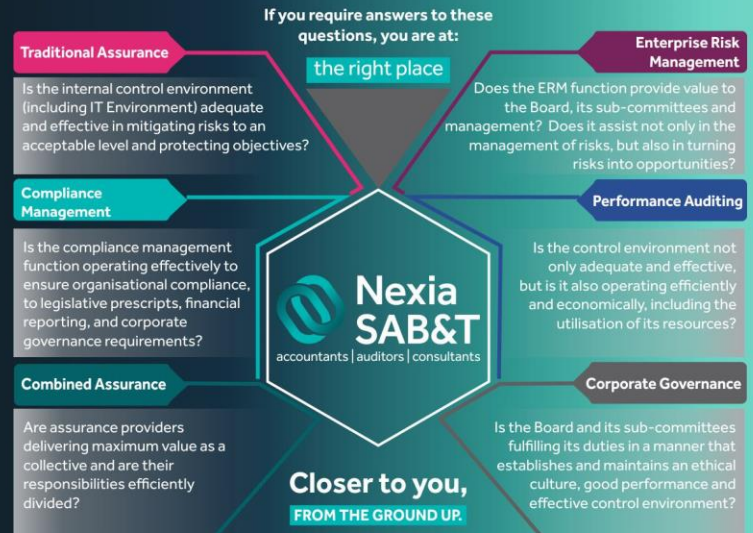 If you require answers to these
questions, you are at:
the right place
Traditional Assurance
Is the internal control environment
(including IT Environment) adequate
and effective in mitigating risks to an
acceptable level and protecting objectives?
Enterprise Risk
Management
Does the ERM function provide value to
the Board, its sub-committees and
management? Does it assist not only in the
management of risks, but also in turning
risks into opportunities?
Compliance
Management
Is the compliance management
function operating effectively to
ensure organisational compliance,
to legislative prescripts, financial
reporting, and corporate
governance requirements?
Performance Auditing
Is the control environment not
only adequate and effective,
but is it also operating efficiently
and economically, including the
utilisation of its resources?
Nexia
SAB&T
accountants | auditors | consultants
Combined Assurance
Are assurance providers
delivering maximum value as a
collective and are their
responsibilities efficiently
divided?
Corporate Governance
Is the Board and its sub-committees
fulfilling its duties in a manner that
establishes and maintains an ethical
culture, good performance and
effective control environment?
Closer to you,
FROM THE GROUND UP.